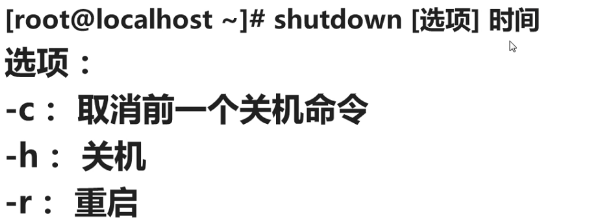 [root@localhost ~]# shutdown [选项] 时间
选项：
-c： 取消前一个关机命令
-h： 关机
-r： 重启